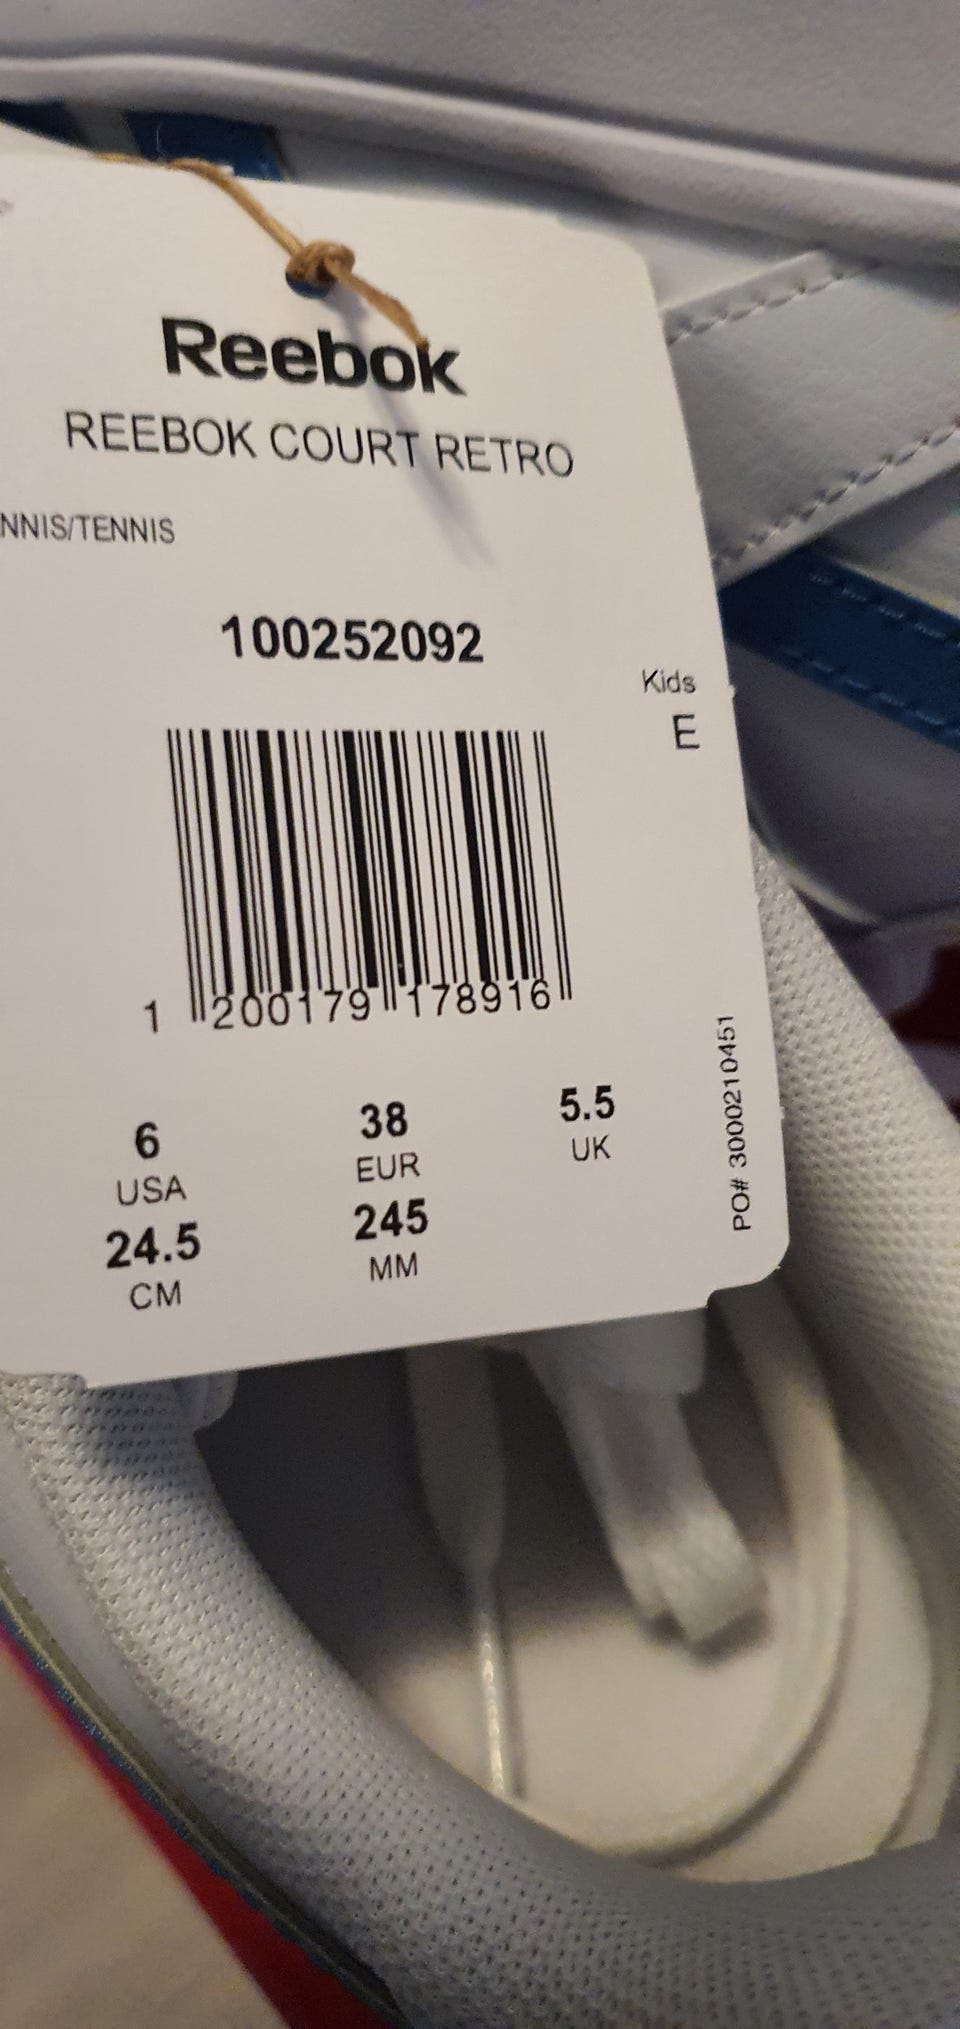 Reebok
REEBOK COURT RETRO
NNIS/TENNIS
100252092
Kids
E
1 200179 178916
6 38 5.5
USA EUR UK
24.5 245
CM MM
PO# 3000210451